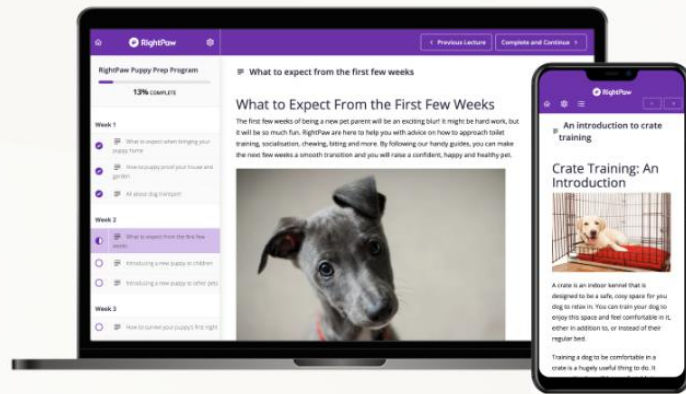 RightPaw
< Previous Lecture
Complete and Continue >
RightPaw Puppy Prep Program
13% COMPLETE
Week 1
What to expect when bringing your
puppy home
How to puppy proof your house and
garden
All about dog transport
Week 2
What to expect from the first few
weeks
Introducing a new puppy to children
Introducing a new puppy to other pets
Week 3
How to survive your puppy's first night
What to expect from the first few weeks
What to Expect From the First Few Weeks
The first few weeks of being a new pet parent will be an exciting blur! It might be hard work, but
it will be so much fun. RightPaw are here to help you with advice on how to approach toilet
training, socialisation, chewing, biting and more. By following our handy guides, you can make
the next few weeks a smooth transition and you will raise a confident, happy and healthy pet.
RightPaw
An introduction to crate
training
Crate Training: An
Introduction
A crate is an indoor kennel that is
designed to be a safe, cosy space for you
dog to relax in. You can train your dog to
enjoy this space and feel comfortable in it,
either in addition to, or instead of their
regular bed.
Training a dog to be comfortable in a
crate is a hugely useful thing to do. It